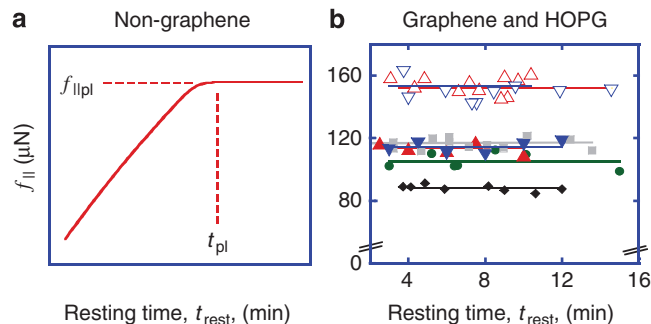 a Non-graphene
f||pl
tpl
f|| (μN)
Resting time, trest, (min)
b Graphene and HOPG
160
120
80
0
4 8 12 16
Resting time, trest, (min)